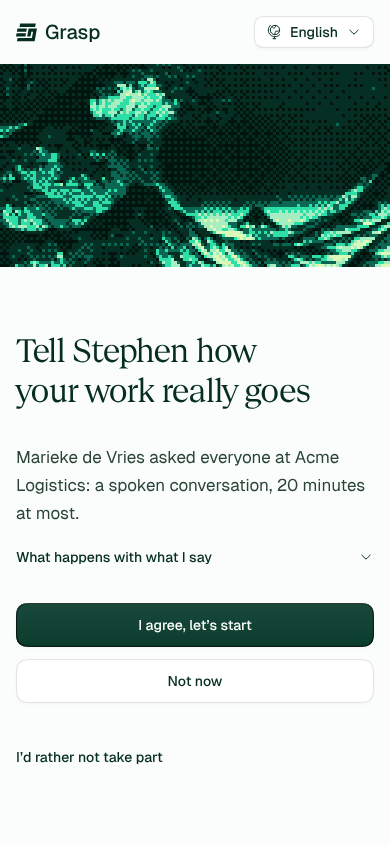 Grasp
English
Tell Stephen how
your work really goes
Marieke de Vries asked everyone at Acme
Logistics: a spoken conversation, 20 minutes
at most.
What happens with what I say
I agree, let’s start
Not now
I’d rather not take part